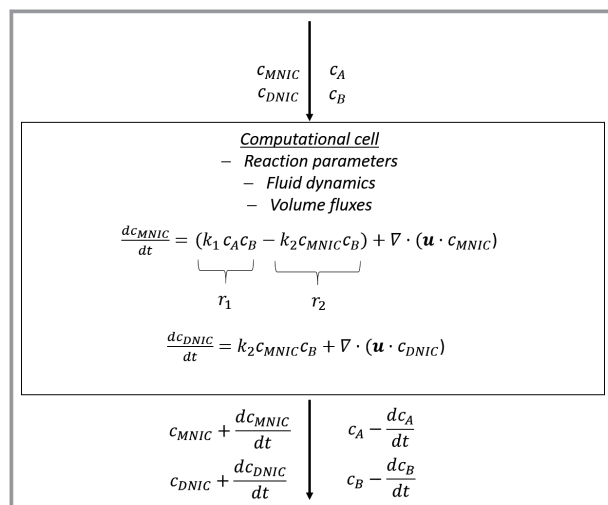 c_MNIC c_A
c_DNIC c_B
Computational cell
– Reaction parameters
– Fluid dynamics
– Volume fluxes
dc_MNIC/dt = (k_1 c_A c_B − k_2 c_MNIC c_B) + ∇ · (u · c_MNIC)
r_1 r_2
dc_DNIC/dt = k_2 c_MNIC c_B + ∇ · (u · c_DNIC)
c_MNIC + dc_MNIC/dt c_A − dc_A/dt
c_DNIC + dc_DNIC/dt c_B − dc_B/dt